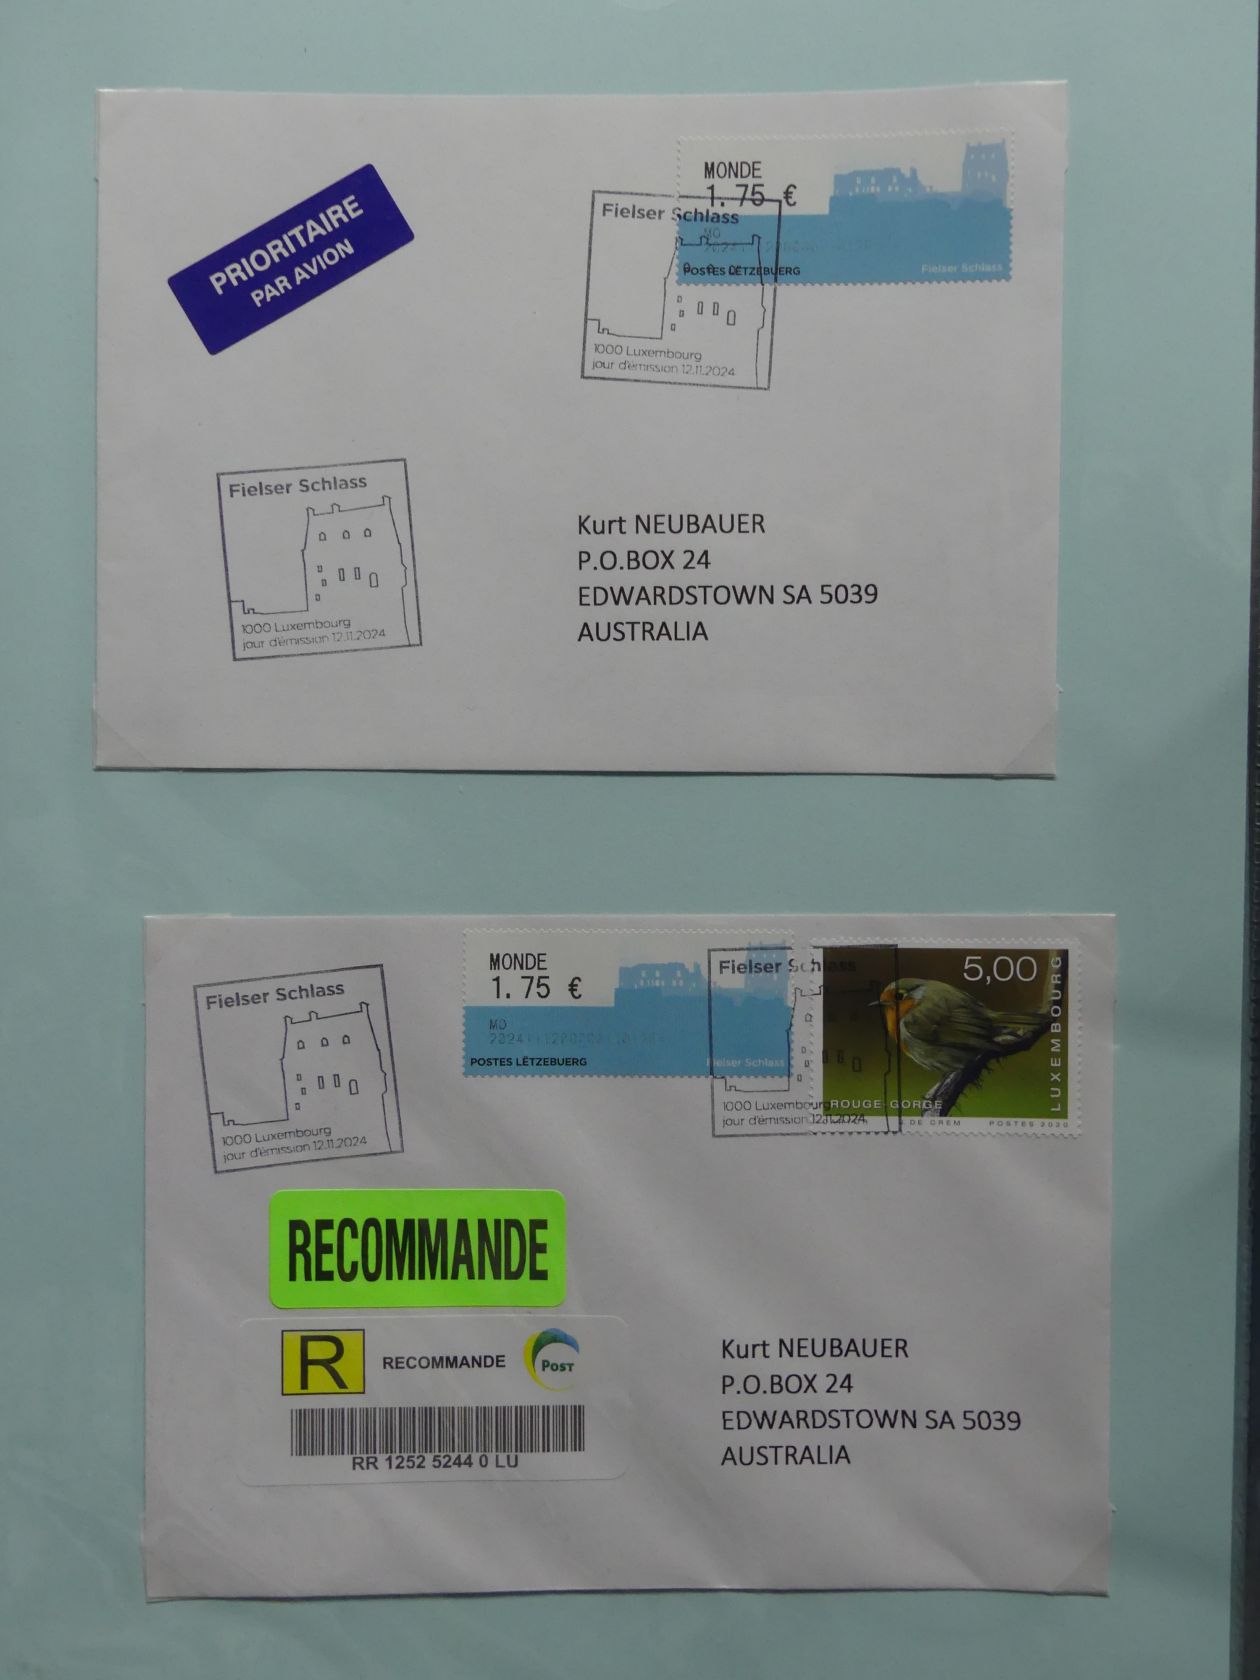 PRIORITAIRE
PAR AVION
MONDE
1.75 €
MO
POSTES LËTZEBUERG
Fielser Schlass
Fielser Schlass
1000 Luxembourg
jour d'émission 12.11.2024
Fielser Schlass
1000 Luxembourg
jour d'émission 12.11.2024
Kurt NEUBAUER
P.O.BOX 24
EDWARDSTOWN SA 5039
AUSTRALIA
Fielser Schlass
1000 Luxembourg
jour d'émission 12.11.2024
MONDE
1.75 €
MO
POSTES LËTZEBUERG
Fielser Schlass
Fielser Schlass
1000 Luxembourg
jour d'émission 12.11.2024
5,00
LUXEMBOURG
ROUGE-GORGE
DE CREM POSTES 2020
RECOMMANDE
R RECOMMANDE POST
RR 1252 5244 0 LU
Kurt NEUBAUER
P.O.BOX 24
EDWARDSTOWN SA 5039
AUSTRALIA